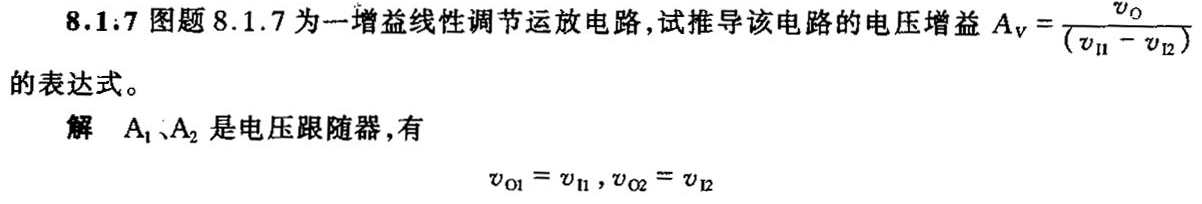 8.1.7 图题 8.1.7 为一增益线性调节运放电路,试推导该电路的电压增益 A_V = v_O / (v_I1 − v_I2)
的表达式。
解 A_1、A_2 是电压跟随器,有
v_O1 = v_I1 , v_O2 = v_I2